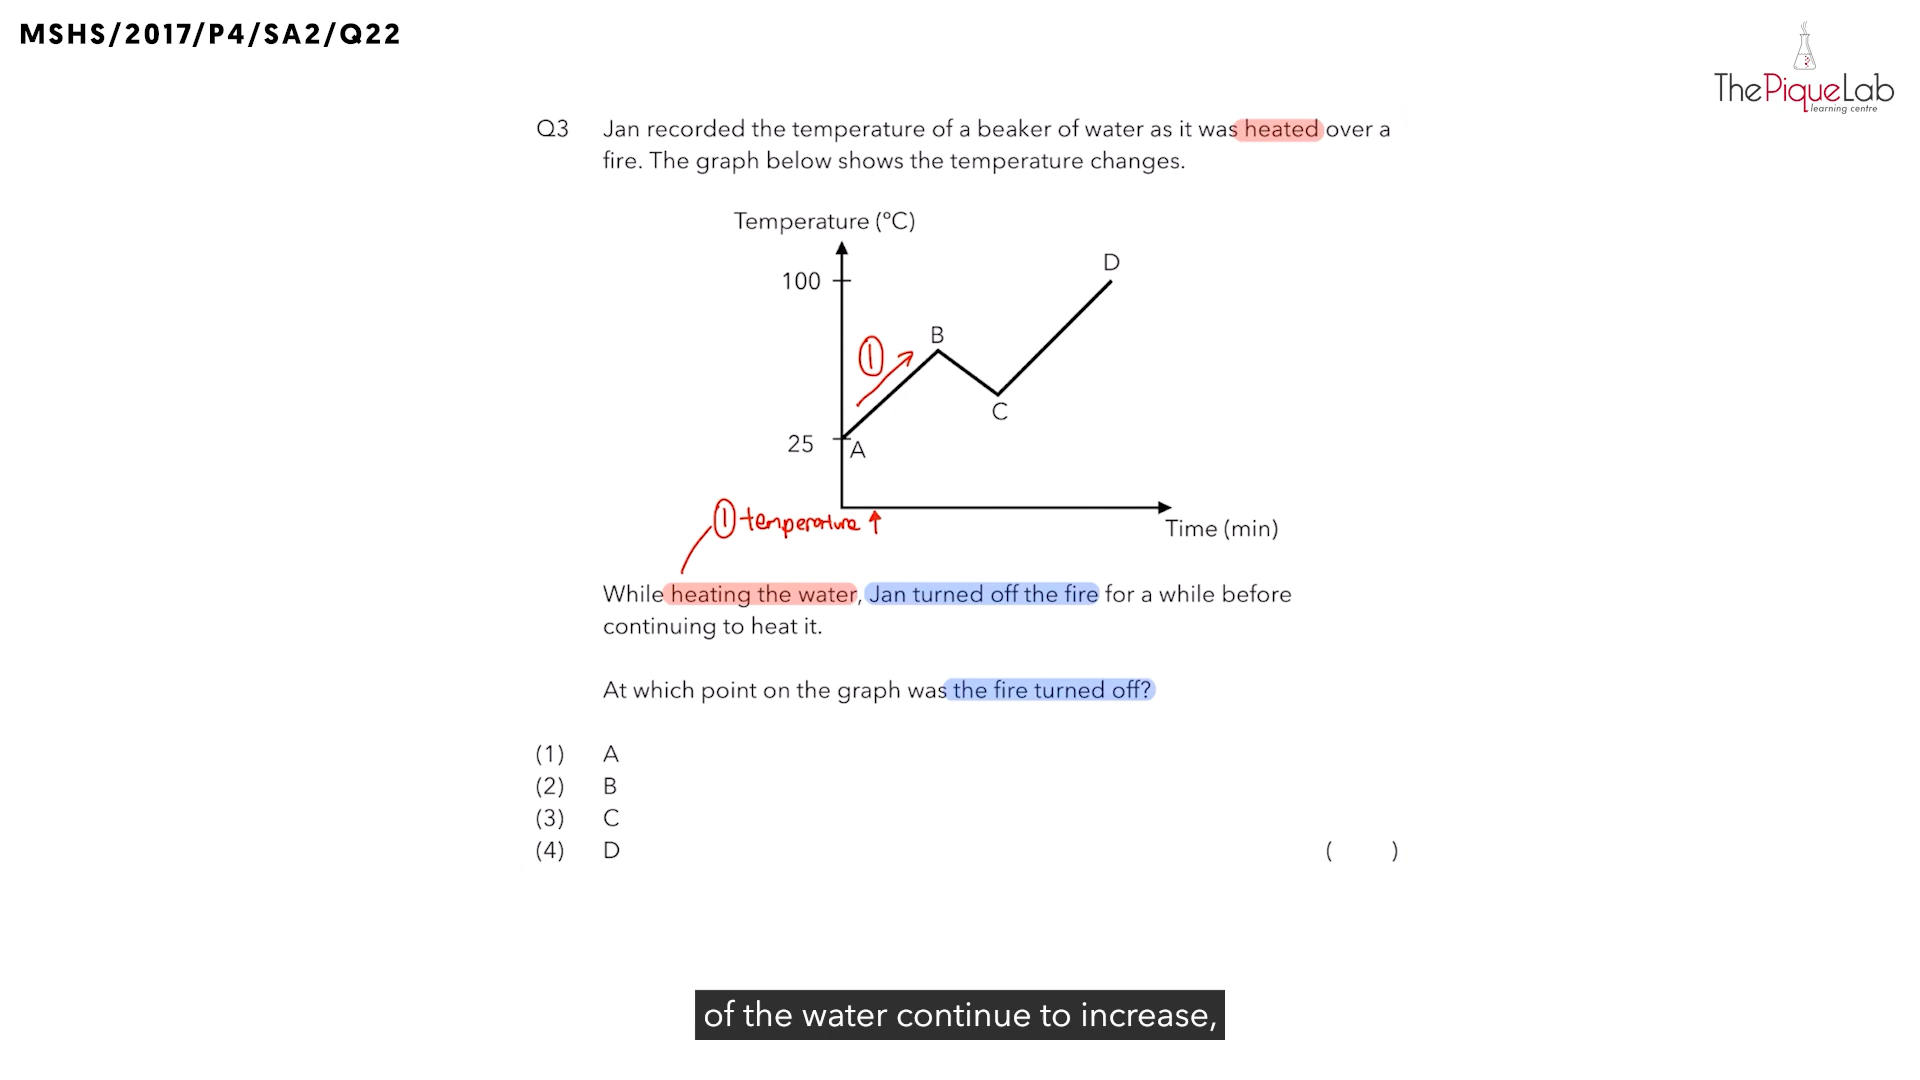 MSHS/2017/P4/SA2/Q22
ThePiqueLab
learning centre
Q3 Jan recorded the temperature of a beaker of water as it was heated over a
fire. The graph below shows the temperature changes.
Temperature (ºC)
100
D
B
①
C
25
A
① temperature ↑
Time (min)
While heating the water, Jan turned off the fire for a while before
continuing to heat it.
At which point on the graph was the fire turned off?
(1) A
(2) B
(3) C
(4) D ( )
of the water continue to increase,